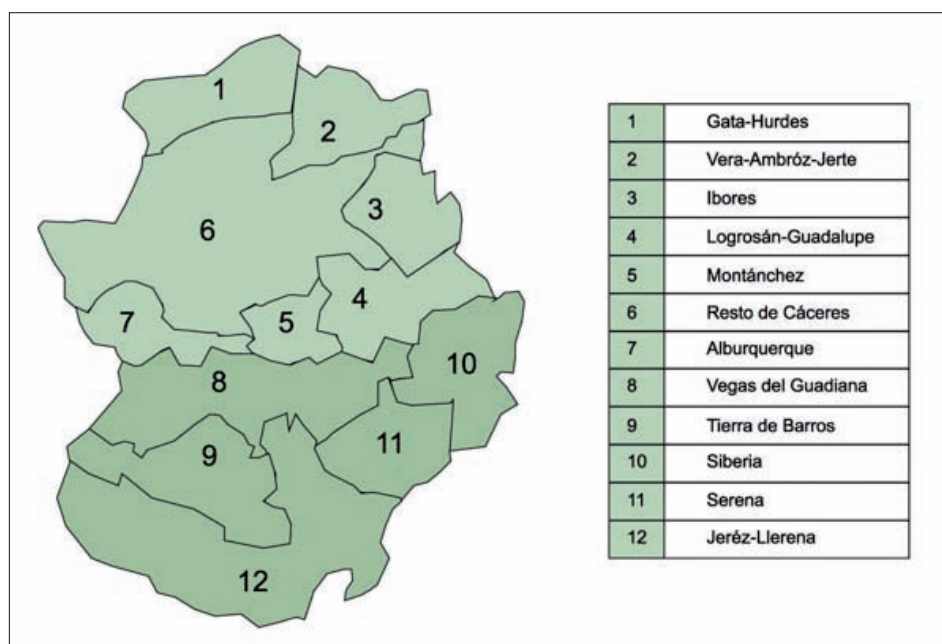 1
2
3
6
4
5
7
10
8
11
9
12
1 Gata-Hurdes
2 Vera-Ambróz-Jerte
3 Ibores
4 Logrosán-Guadalupe
5 Montánchez
6 Resto de Cáceres
7 Alburquerque
8 Vegas del Guadiana
9 Tierra de Barros
10 Siberia
11 Serena
12 Jeréz-Llerena